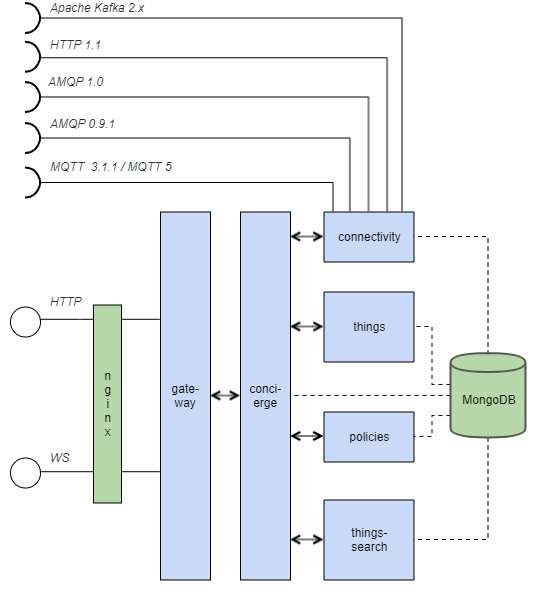 Apache Kafka 2.x
HTTP 1.1
AMQP 1.0
AMQP 0.9.1
MQTT 3.1.1 / MQTT 5
connectivity
HTTP
things
n
g
i
n
x
gate-
way
conci-
erge
MongoDB
policies
WS
things-
search